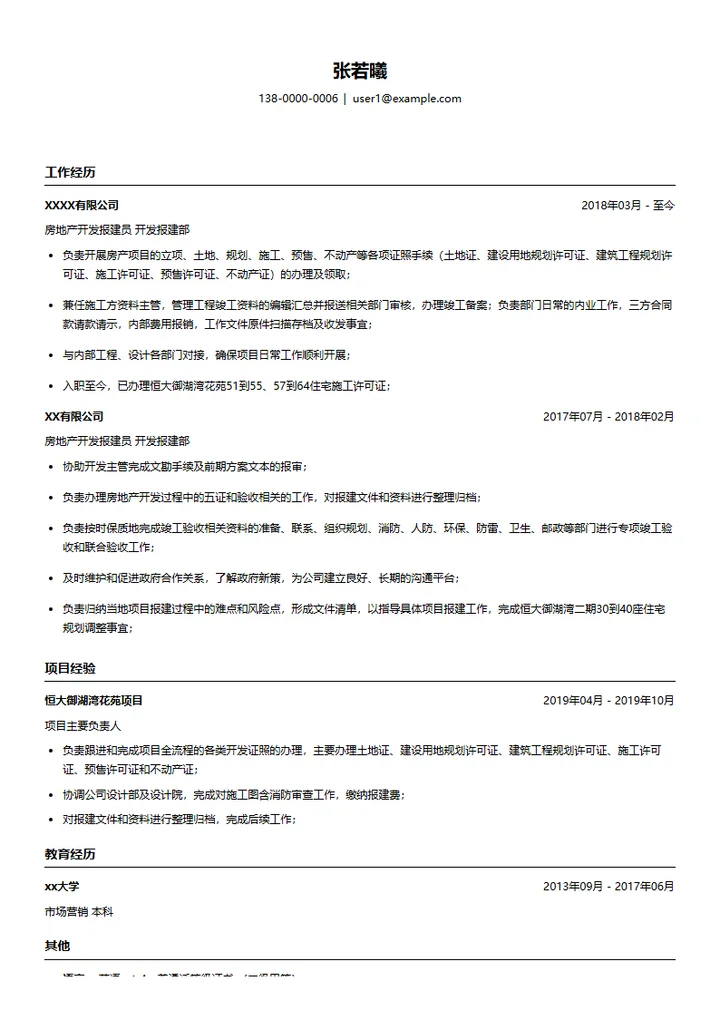 张若曦
138-0000-0006 | user1@example.com
工作经历
XXXX有限公司 2018年03月 - 至今
房地产开发报建员 开发报建部
• 负责开展房产项目的立项、土地、规划、施工、预售、不动产等各项证照手续（土地证、建设用地规划许可证、建筑工程规划许
可证、施工许可证、预售许可证、不动产证）的办理及领取；
• 兼任施工方资料主管，管理工程竣工资料的编辑汇总并报送相关部门审核，办理竣工备案；负责部门日常的内业工作，三方合同
款请款请示，内部费用报销，工作文件原件扫描存档及收发事宜；
• 与内部工程、设计各部门对接，确保项目日常工作顺利开展；
• 入职至今，已办理恒大御湖湾花苑51到55、57到64住宅施工许可证；
XX有限公司 2017年07月 - 2018年02月
房地产开发报建员 开发报建部
• 协助开发主管完成文勘手续及前期方案文本的报审；
• 负责办理房地产开发过程中的五证和验收相关的工作，对报建文件和资料进行整理归档；
• 负责按时保质地完成竣工验收相关资料的准备、联系、组织规划、消防、人防、环保、防雷、卫生、邮政等部门进行专项竣工验
收和联合验收工作；
• 及时维护和促进政府合作关系，了解政府新策，为公司建立良好、长期的沟通平台；
• 负责归纳当地项目报建过程中的难点和风险点，形成文件清单，以指导具体项目报建工作，完成恒大御湖湾二期30到40座住宅
规划调整事宜；
项目经验
恒大御湖湾花苑项目 2019年04月 - 2019年10月
项目主要负责人
• 负责跟进和完成项目全流程的各类开发证照的办理，主要办理土地证、建设用地规划许可证、建筑工程规划许可证、施工许可
证、预售许可证和不动产证；
• 协调公司设计部及设计院，完成对施工图含消防审查工作，缴纳报建费；
• 对报建文件和资料进行整理归档，完成后续工作；
教育经历
xx大学 2013年09月 - 2017年06月
市场营销 本科
其他